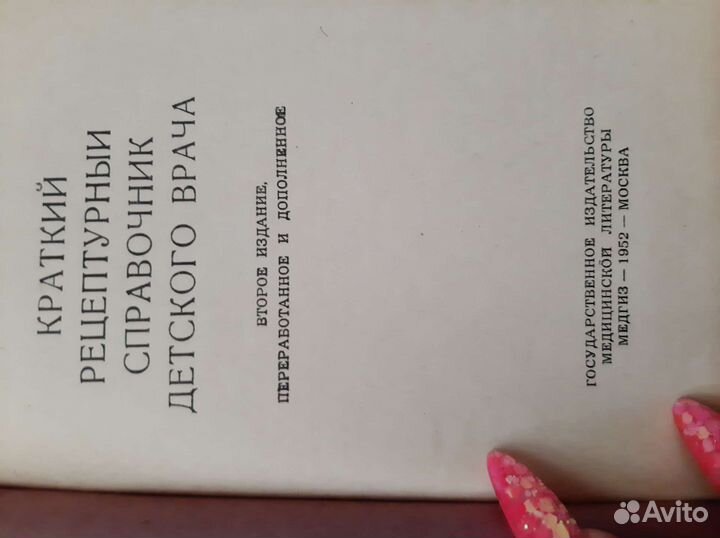 КРАТКИЙ
РЕЦЕПТУРНЫЙ
СПРАВОЧНИК
ДЕТСКОГО ВРАЧА
ВТОРОЕ ИЗДАНИЕ,
ПЕРЕРАБОТАННОЕ И ДОПОЛНЕННОЕ
ГОСУДАРСТВЕННОЕ ИЗДАТЕЛЬСТВО
МЕДИЦИНСКОЙ ЛИТЕРАТУРЫ
МЕДГИЗ — 1952 — МОСКВА
Avito